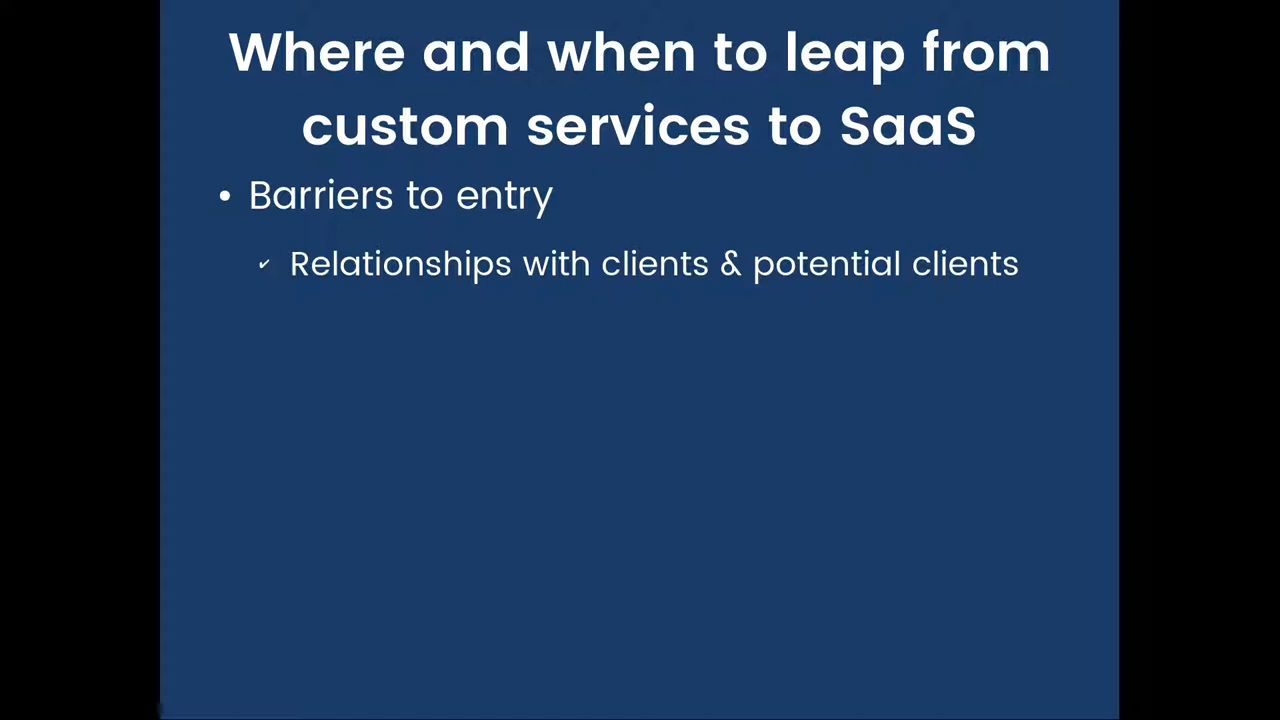 Where and when to leap from
custom services to SaaS
• Barriers to entry
✔ Relationships with clients & potential clients